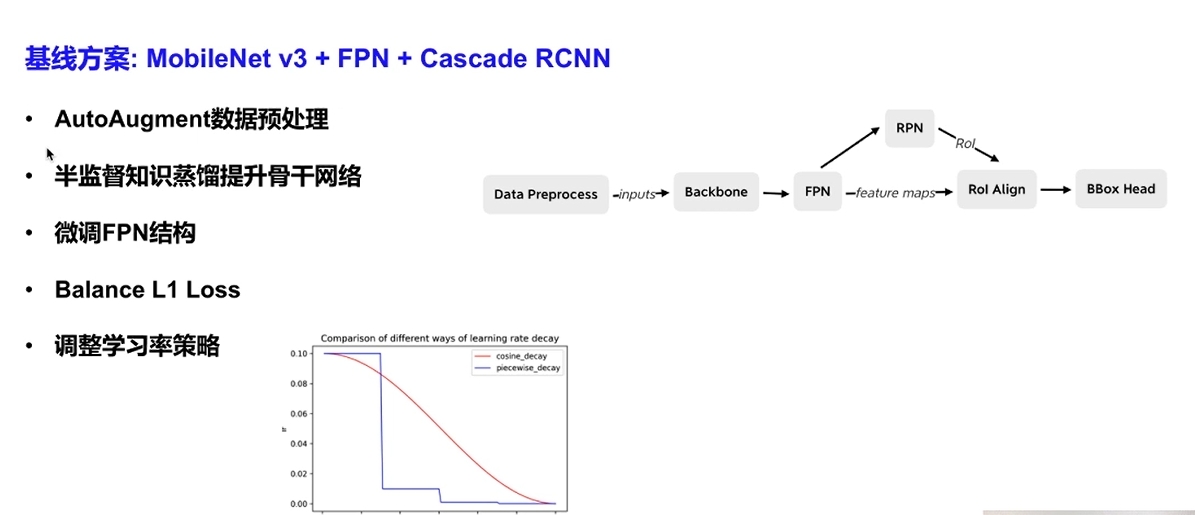 基线方案: MobileNet v3 + FPN + Cascade RCNN
• AutoAugment数据预处理
• 半监督知识蒸馏提升骨干网络
• 微调FPN结构
• Balance L1 Loss
• 调整学习率策略
RPN
RoI
Data Preprocess
inputs
Backbone
FPN
feature maps
RoI Align
BBox Head
Comparison of different ways of learning rate decay
cosine_decay
piecewise_decay
0.10
0.08
0.06
0.04
0.02
0.00
lr